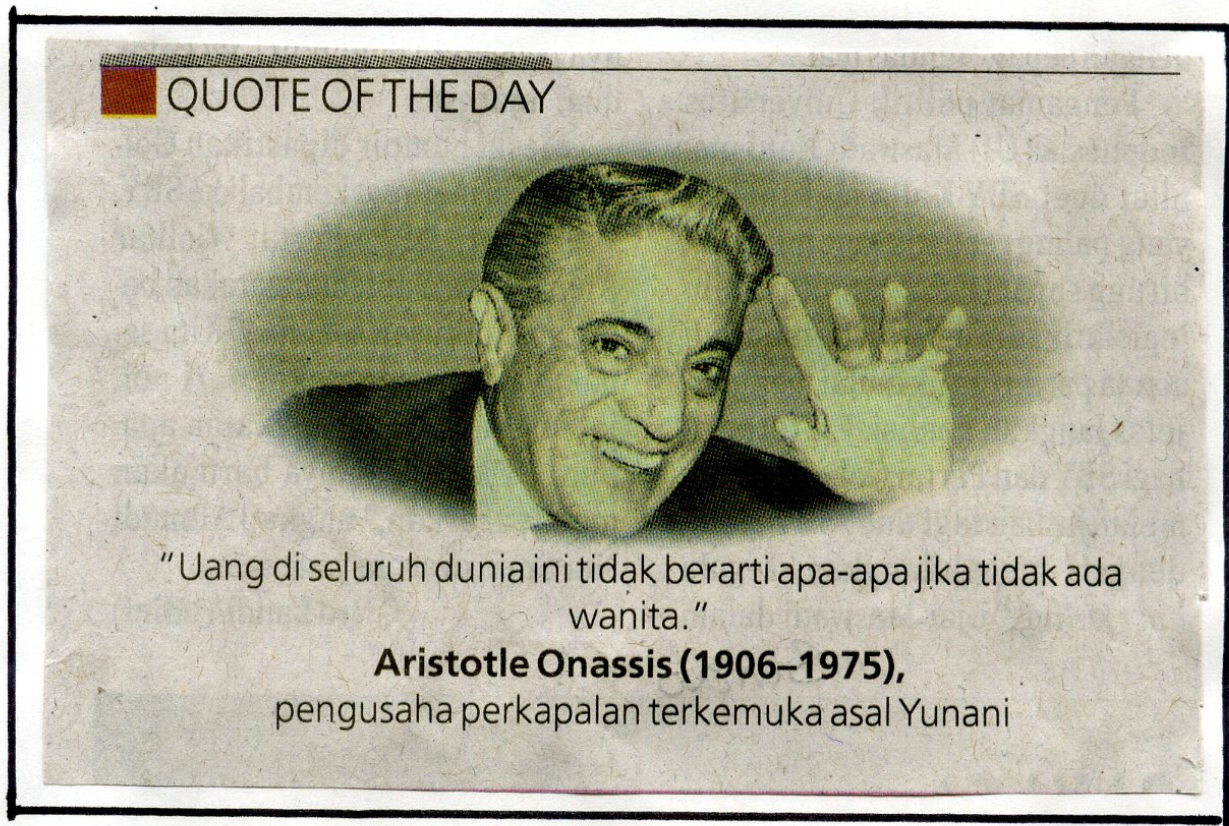 QUOTE OF THE DAY
“Uang di seluruh dunia ini tidak berarti apa-apa jika tidak ada
wanita.”
Aristotle Onassis (1906–1975),
pengusaha perkapalan terkemuka asal Yunani